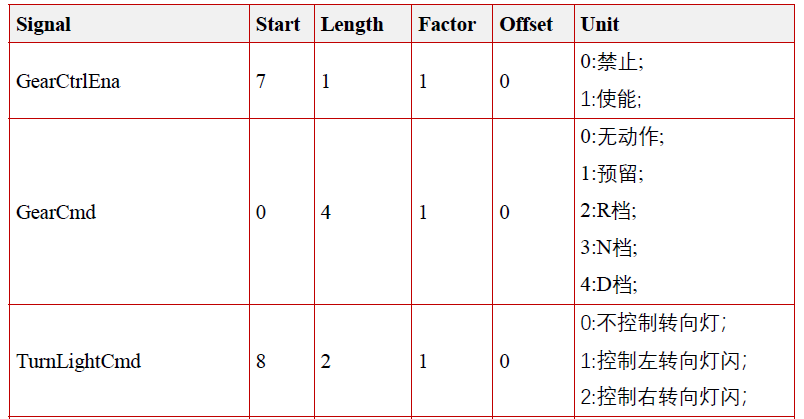 Signal Start Length Factor Offset Unit
GearCtrlEna 7 1 1 0 0:禁止;
1:使能;
GearCmd 0 4 1 0 0:无动作;
1:预留;
2:R档;
3:N档;
4:D档;
TurnLightCmd 8 2 1 0 0:不控制转向灯;
1:控制左转向灯闪;
2:控制右转向灯闪;